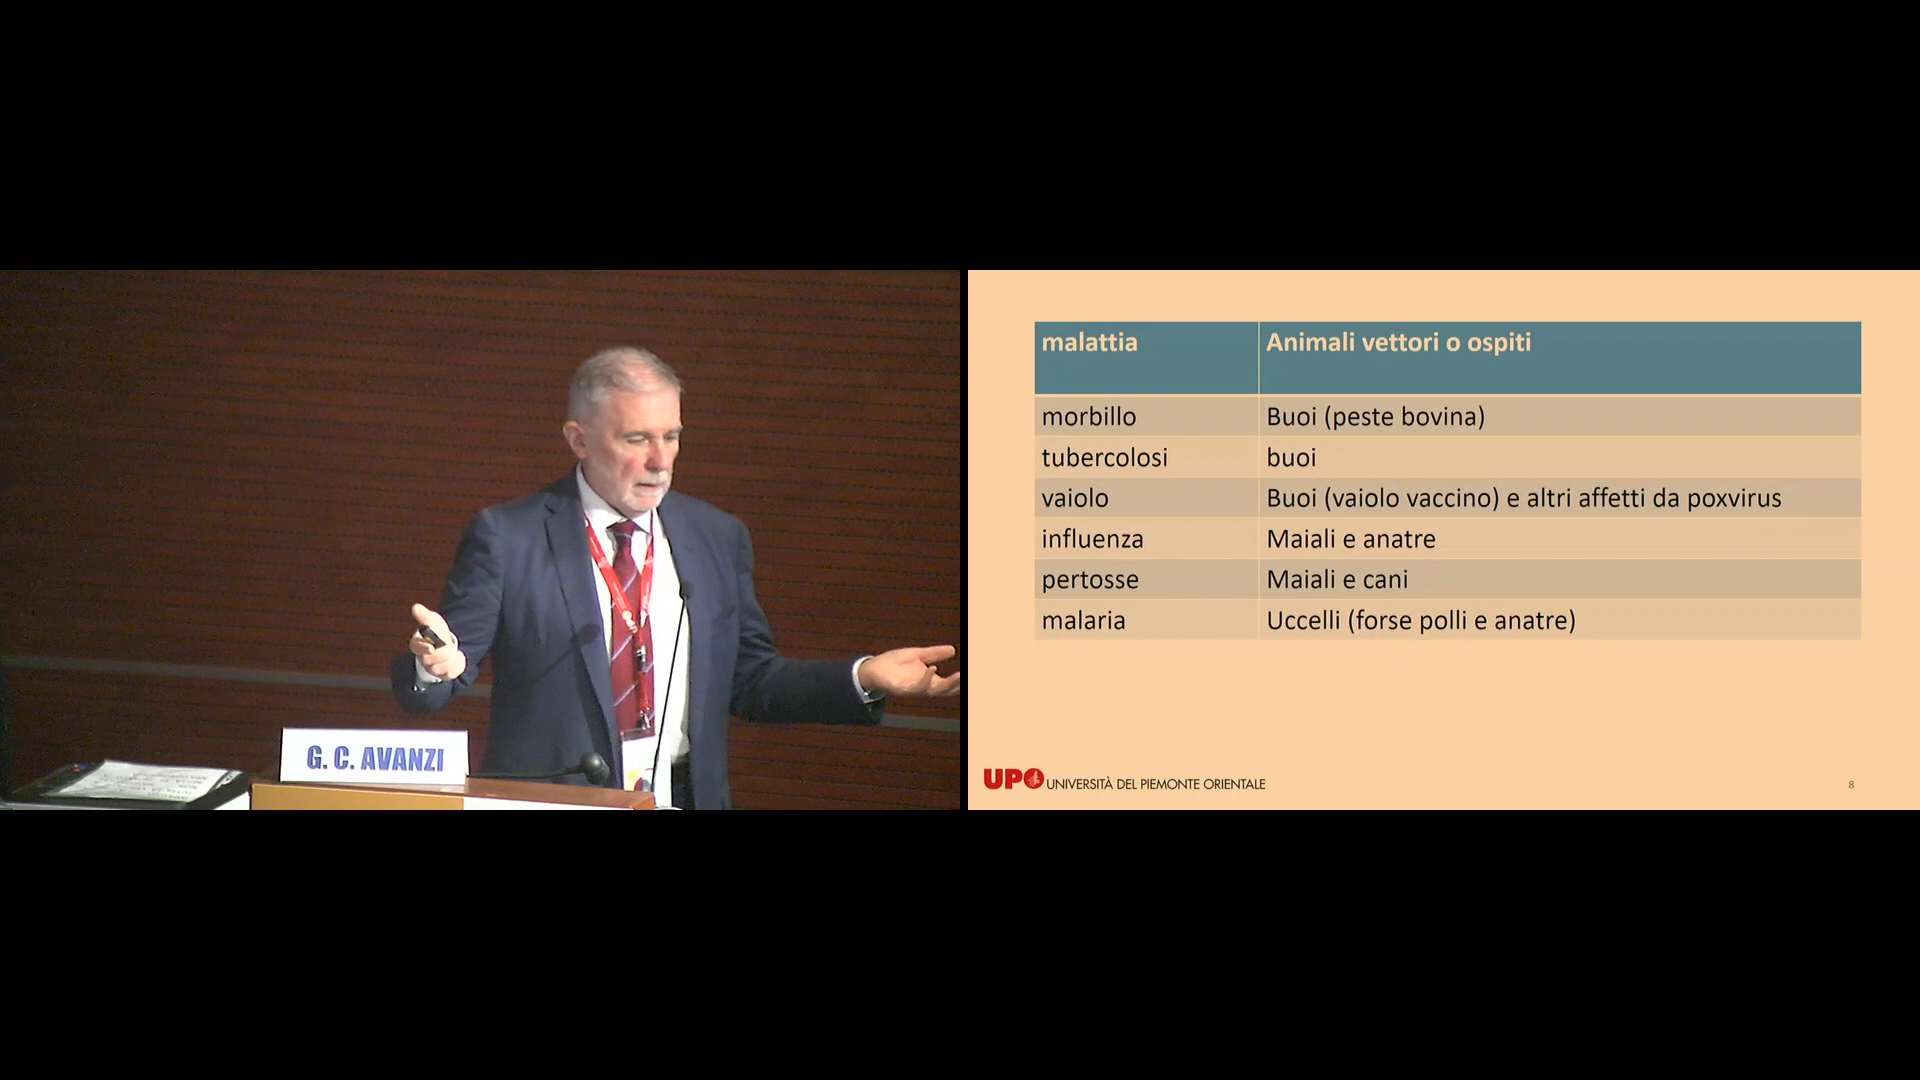 G. C. AVANZI
malattia Animali vettori o ospiti
morbillo Buoi (peste bovina)
tubercolosi buoi
vaiolo Buoi (vaiolo vaccino) e altri affetti da poxvirus
influenza Maiali e anatre
pertosse Maiali e cani
malaria Uccelli (forse polli e anatre)
UPO UNIVERSITÀ DEL PIEMONTE ORIENTALE
8